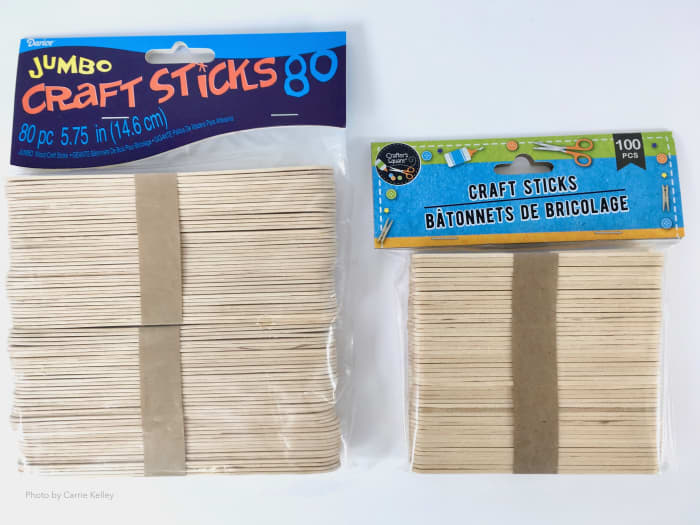 Darice
JUMBO
CRAFT STICKS 80
80 pc 5.75 in (14.6 cm)
Crafter's
Square
100
PCS
CRAFT STICKS
BÂTONNETS DE BRICOLAGE
Photo by Carrie Kelley